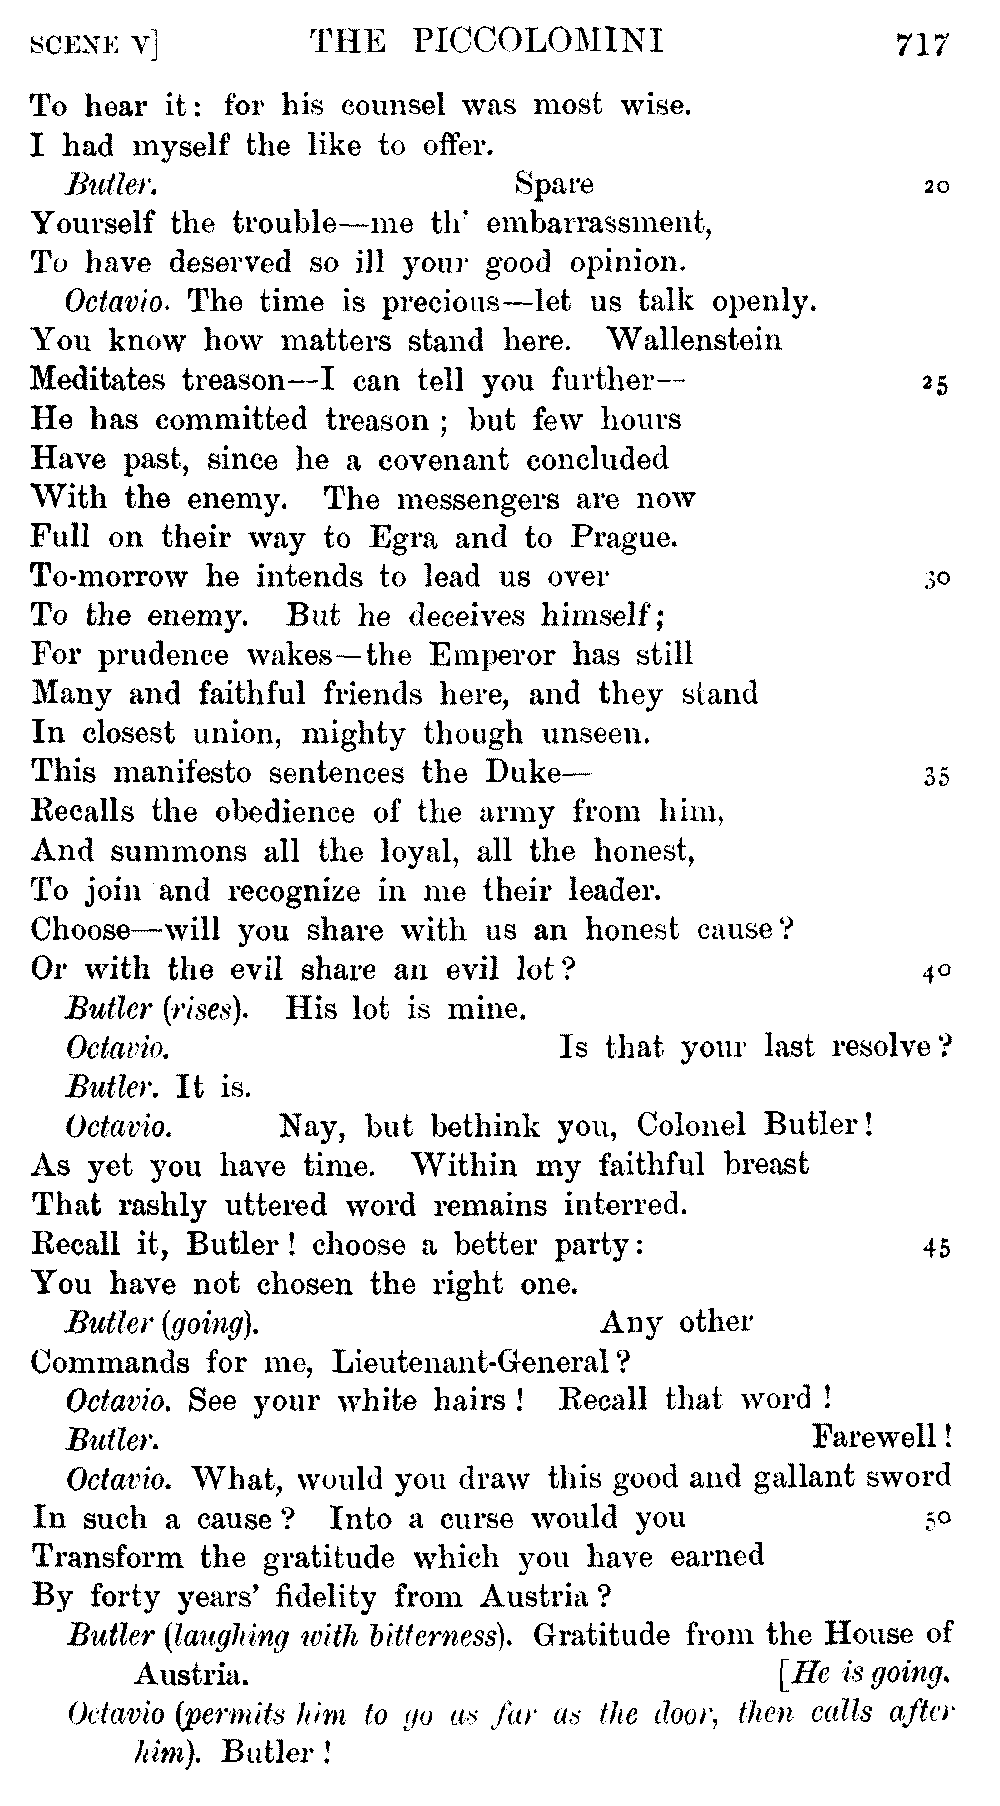 SCENE V] THE PICCOLOMINI 717
To hear it: for his counsel was most wise.
I had myself the like to offer.
Butler. Spare 20
Yourself the trouble—me th' embarrassment,
To have deserved so ill your good opinion.
Octavio. The time is precious—let us talk openly.
You know how matters stand here. Wallenstein
Meditates treason—I can tell you further— 25
He has committed treason; but few hours
Have past, since he a covenant concluded
With the enemy. The messengers are now
Full on their way to Egra and to Prague.
To-morrow he intends to lead us over 30
To the enemy. But he deceives himself;
For prudence wakes—the Emperor has still
Many and faithful friends here, and they stand
In closest union, mighty though unseen.
This manifesto sentences the Duke— 35
Recalls the obedience of the army from him,
And summons all the loyal, all the honest,
To join and recognize in me their leader.
Choose—will you share with us an honest cause?
Or with the evil share an evil lot? 40
Butler (rises). His lot is mine.
Octavio. Is that your last resolve?
Butler. It is.
Octavio. Nay, but bethink you, Colonel Butler!
As yet you have time. Within my faithful breast
That rashly uttered word remains interred.
Recall it, Butler! choose a better party: 45
You have not chosen the right one.
Butler (going). Any other
Commands for me, Lieutenant-General?
Octavio. See your white hairs! Recall that word!
Butler. Farewell!
Octavio. What, would you draw this good and gallant sword
In such a cause? Into a curse would you 50
Transform the gratitude which you have earned
By forty years' fidelity from Austria?
Butler (laughing with bitterness). Gratitude from the House of
Austria. [He is going.
Octavio (permits him to go as far as the door, then calls after
him). Butler!